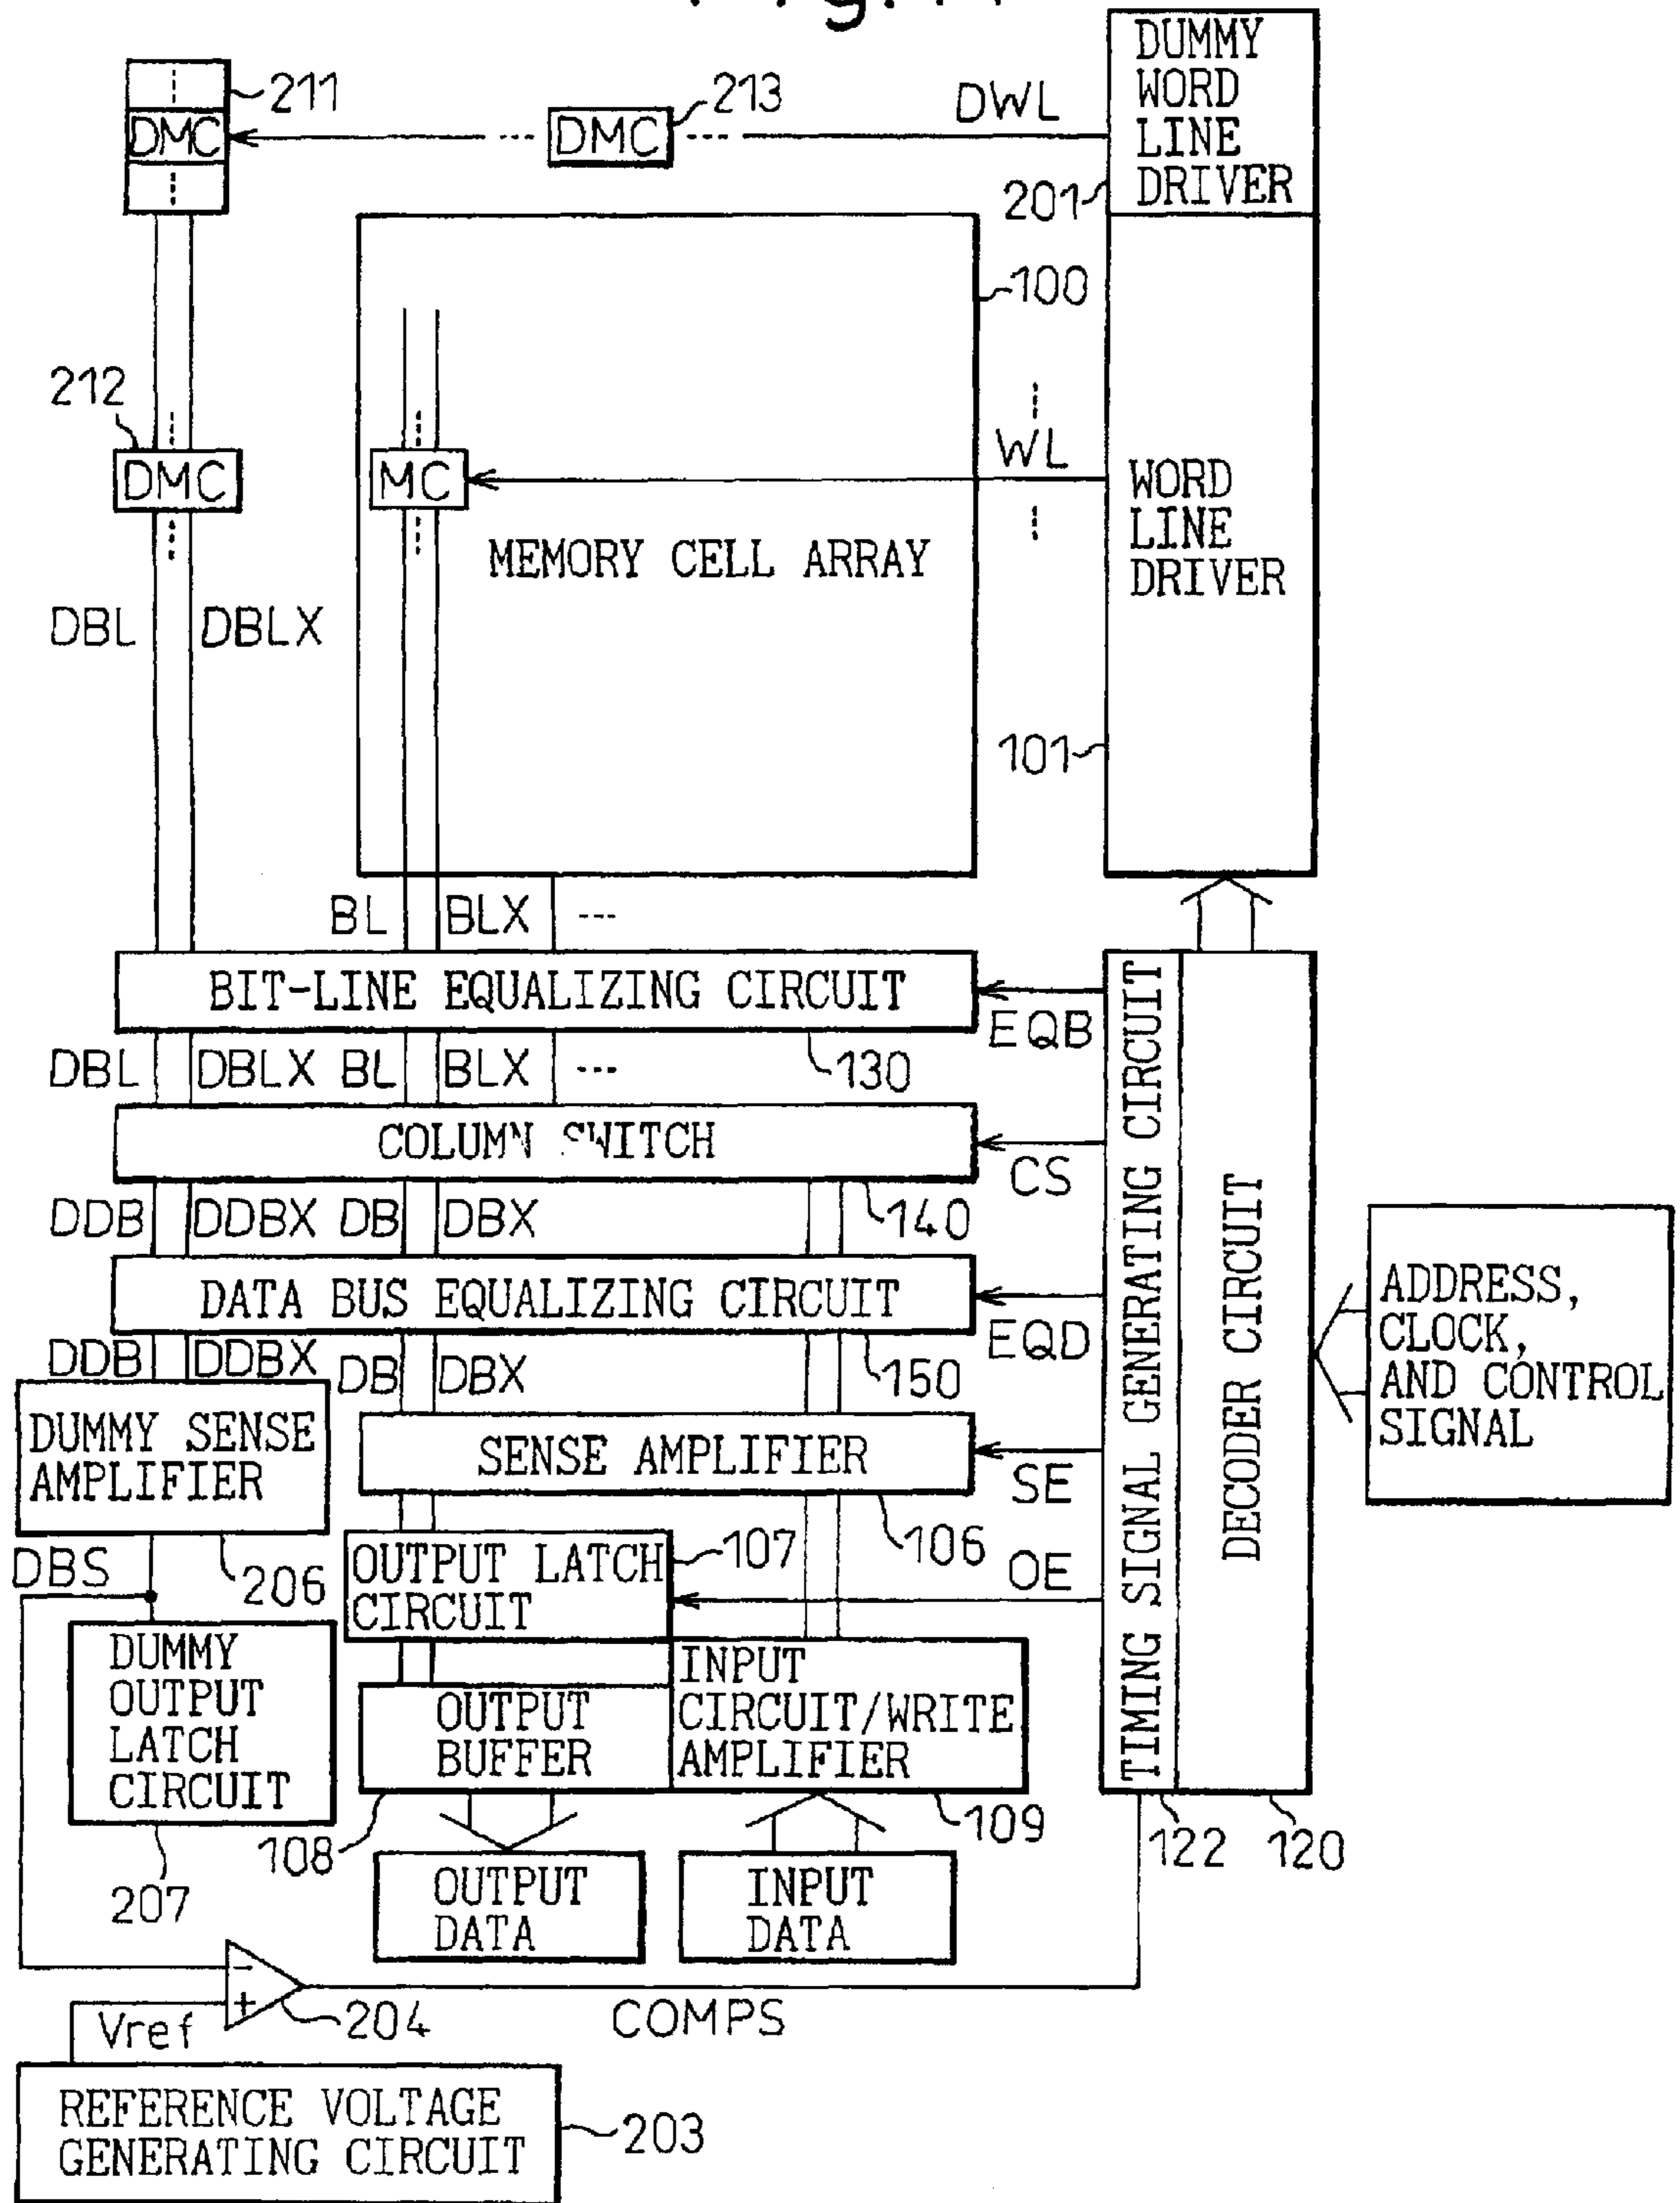 DUMMY
WORD
LINE
DRIVER
211
213
DMC
DMC
DWL
201
100
212
DMC
MC
WL
WORD
LINE
DRIVER
MEMORY CELL ARRAY
DBL
DBLX
101
BL
BLX
---
BIT-LINE EQUALIZING CIRCUIT
EQB
DBL
DBLX
BL
BLX
---
130
COLUMN SWITCH
CS
DDB
DDBX
DB
DBX
140
DATA BUS EQUALIZING CIRCUIT
EQD
DDB
DDBX
DB
DBX
150
DUMMY SENSE
AMPLIFIER
SENSE AMPLIFIER
SE
TIMING SIGNAL GENERATING CIRCUIT
DECODER CIRCUIT
ADDRESS,
CLOCK,
AND CONTROL
SIGNAL
DBS
206
OUTPUT LATCH
CIRCUIT
107
106
OE
DUMMY
OUTPUT
LATCH
CIRCUIT
OUTPUT
BUFFER
INPUT
CIRCUIT/WRITE
AMPLIFIER
207
108
109
122
120
OUTPUT
DATA
INPUT
DATA
-
+
204
COMPS
Vref
REFERENCE VOLTAGE
GENERATING CIRCUIT
203